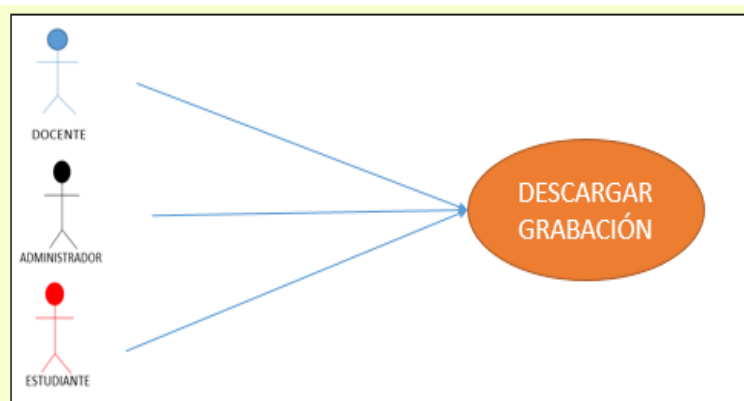 DOCENTE
ADMINISTRADOR
ESTUDIANTE
DESCARGAR
GRABACIÓN